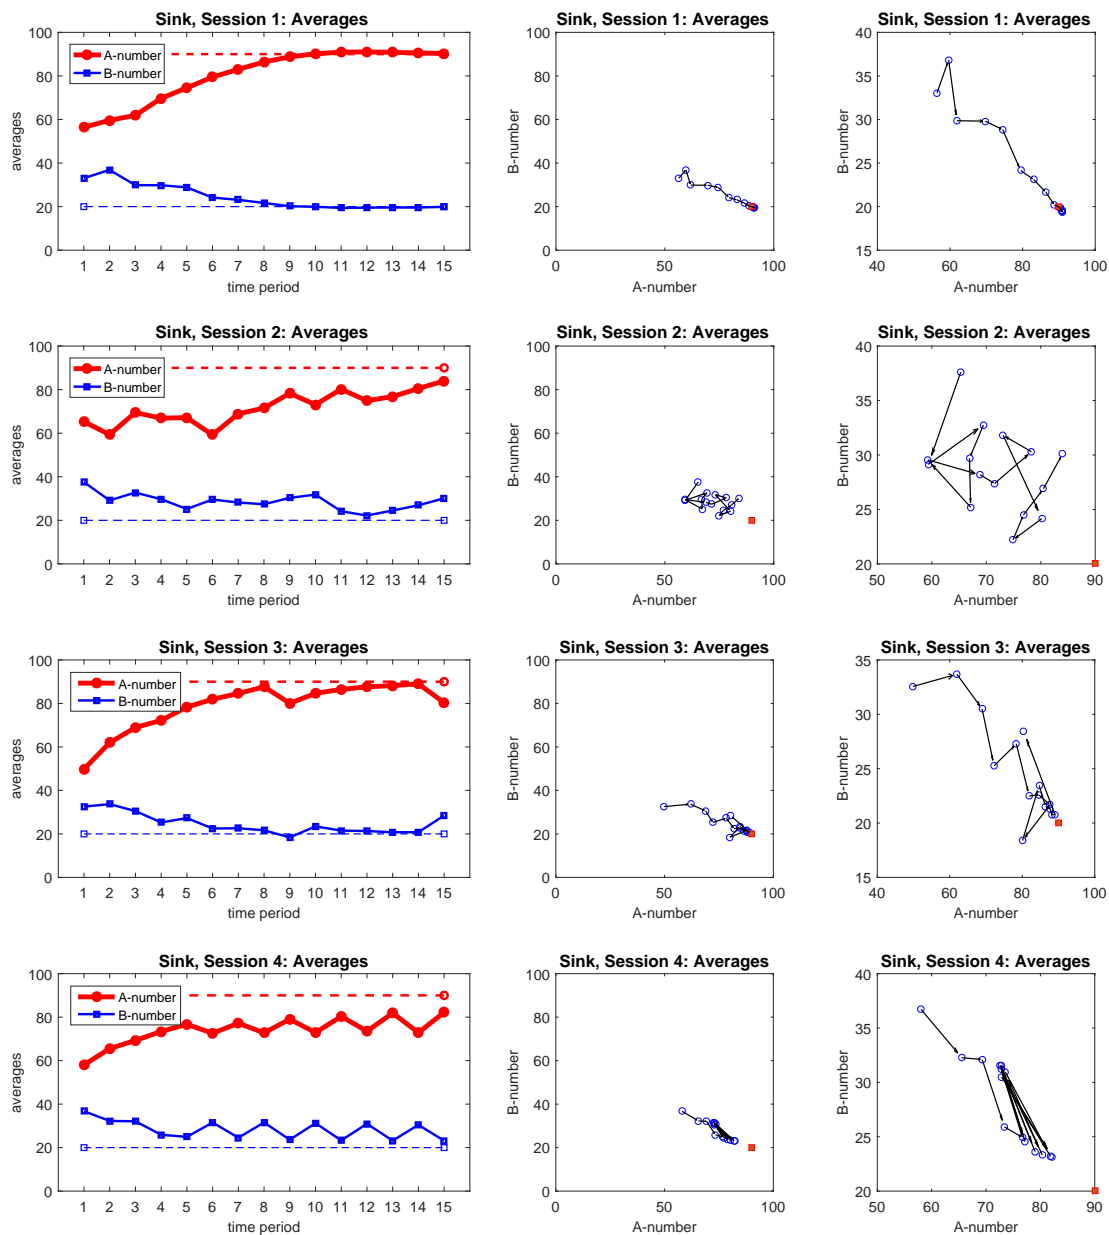 Sink, Session 1: Averages
100
80
60
40
20
0
averages
A-number
B-number
1 2 3 4 5 6 7 8 9 10 11 12 13 14 15
time period
Sink, Session 1: Averages
100
80
60
40
20
0
B-number
0 50 100
A-number
Sink, Session 1: Averages
40
35
30
25
20
15
B-number
40 60 80 100
A-number
Sink, Session 2: Averages
100
80
60
40
20
0
averages
A-number
B-number
1 2 3 4 5 6 7 8 9 10 11 12 13 14 15
time period
Sink, Session 2: Averages
100
80
60
40
20
0
B-number
0 50 100
A-number
Sink, Session 2: Averages
40
35
30
25
20
B-number
50 60 70 80 90
A-number
Sink, Session 3: Averages
100
80
60
40
20
0
averages
A-number
B-number
1 2 3 4 5 6 7 8 9 10 11 12 13 14 15
time period
Sink, Session 3: Averages
100
80
60
40
20
0
B-number
0 50 100
A-number
Sink, Session 3: Averages
35
30
25
20
15
B-number
40 60 80 100
A-number
Sink, Session 4: Averages
100
80
60
40
20
0
averages
A-number
B-number
1 2 3 4 5 6 7 8 9 10 11 12 13 14 15
time period
Sink, Session 4: Averages
100
80
60
40
20
0
B-number
0 50 100
A-number
Sink, Session 4: Averages
40
35
30
25
20
B-number
50 60 70 80 90
A-number